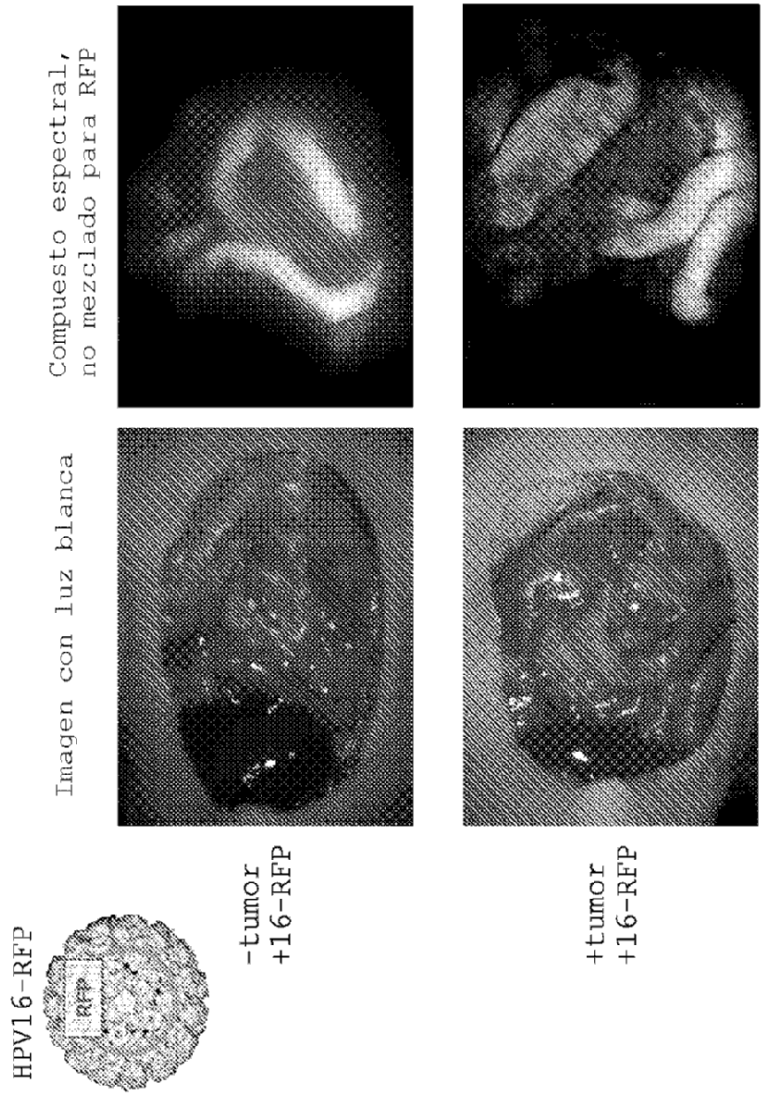 HPV16-RFP
RFP
Imagen con luz blanca
Compuesto espectral,
no mezclado para RFP
-tumor
+16-RFP
+tumor
+16-RFP